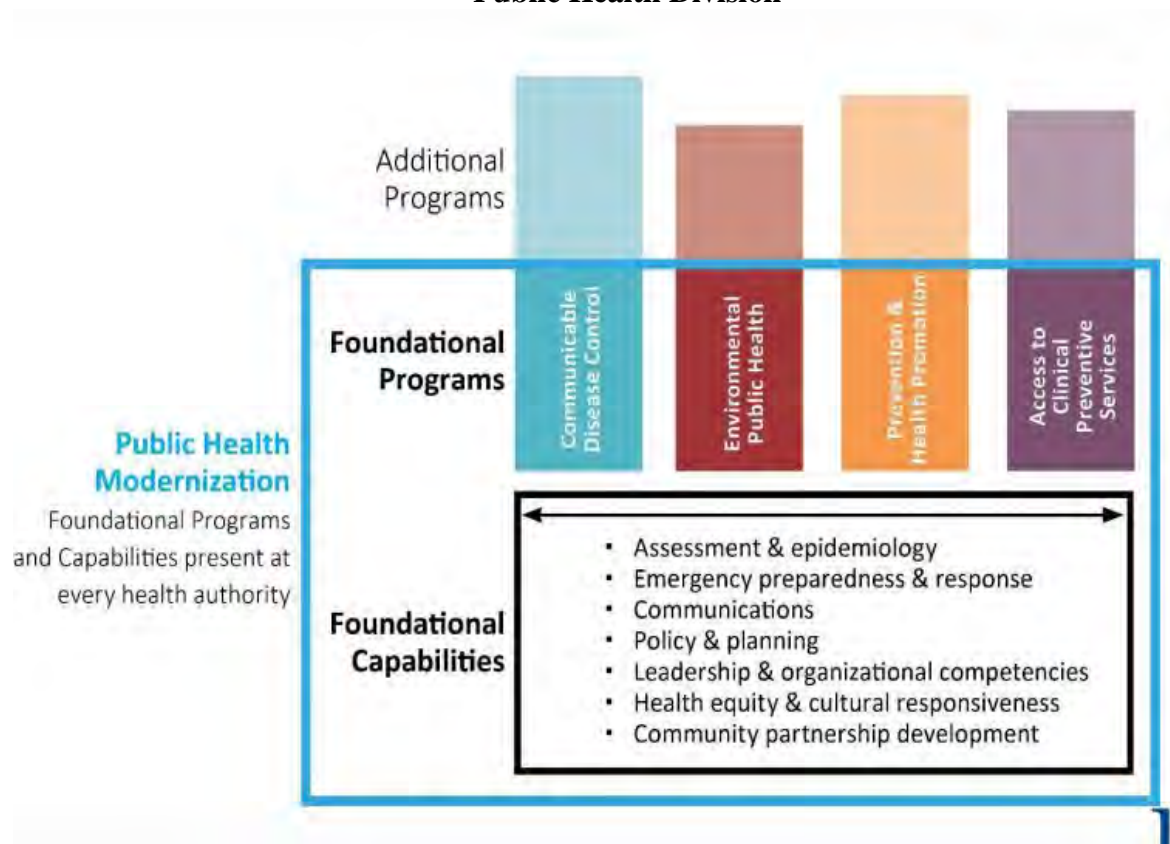 Public Health Division
Additional
Programs
Foundational
Programs
Communicable
Disease Control
Environmental
Public Health
Prevention &
Health Promotion
Access to
Clinical
Preventive
Services
Public Health
Modernization
Foundational Programs
and Capabilities present at
every health authority
Foundational
Capabilities
· Assessment & epidemiology
· Emergency preparedness & response
· Communications
· Policy & planning
· Leadership & organizational competencies
· Health equity & cultural responsiveness
· Community partnership development